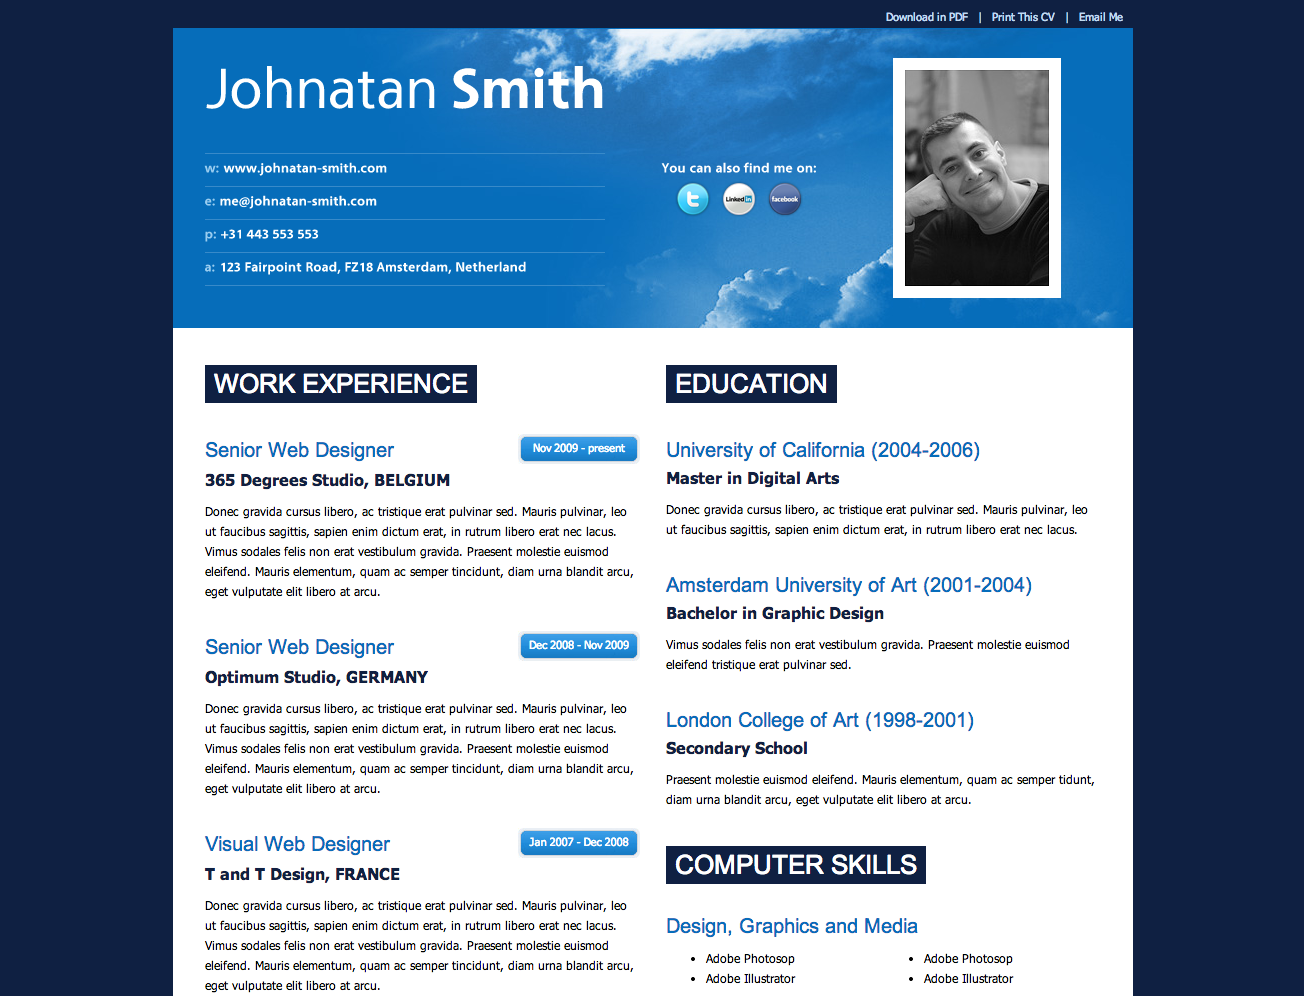 Download in PDF | Print This CV | Email Me
Johnatan Smith
w: www.johnatan-smith.com
e: me@johnatan-smith.com
p: +31 443 553 553
a: 123 Fairpoint Road, FZ18 Amsterdam, Netherland
You can also find me on:
t
Linked in
facebook
WORK EXPERIENCE
Senior Web Designer
Nov 2009 - present
365 Degrees Studio, BELGIUM
Donec gravida cursus libero, ac tristique erat pulvinar sed. Mauris pulvinar, leo
ut faucibus sagittis, sapien enim dictum erat, in rutrum libero erat nec lacus.
Vimus sodales felis non erat vestibulum gravida. Praesent molestie euismod
eleifend. Mauris elementum, quam ac semper tincidunt, diam urna blandit arcu,
eget vulputate elit libero at arcu.
Senior Web Designer
Dec 2008 - Nov 2009
Optimum Studio, GERMANY
Donec gravida cursus libero, ac tristique erat pulvinar sed. Mauris pulvinar, leo
ut faucibus sagittis, sapien enim dictum erat, in rutrum libero erat nec lacus.
Vimus sodales felis non erat vestibulum gravida. Praesent molestie euismod
eleifend. Mauris elementum, quam ac semper tincidunt, diam urna blandit arcu,
eget vulputate elit libero at arcu.
Visual Web Designer
Jan 2007 - Dec 2008
T and T Design, FRANCE
Donec gravida cursus libero, ac tristique erat pulvinar sed. Mauris pulvinar, leo
ut faucibus sagittis, sapien enim dictum erat, in rutrum libero erat nec lacus.
Vimus sodales felis non erat vestibulum gravida. Praesent molestie euismod
eleifend. Mauris elementum, quam ac semper tincidunt, diam urna blandit arcu,
eget vulputate elit libero at arcu.
EDUCATION
University of California (2004-2006)
Master in Digital Arts
Donec gravida cursus libero, ac tristique erat pulvinar sed. Mauris pulvinar, leo
ut faucibus sagittis, sapien enim dictum erat, in rutrum libero erat nec lacus.
Amsterdam University of Art (2001-2004)
Bachelor in Graphic Design
Vimus sodales felis non erat vestibulum gravida. Praesent molestie euismod
eleifend tristique erat pulvinar sed.
London College of Art (1998-2001)
Secondary School
Praesent molestie euismod eleifend. Mauris elementum, quam ac semper tidunt,
diam urna blandit arcu, eget vulputate elit libero at arcu.
COMPUTER SKILLS
Design, Graphics and Media
• Adobe Photosop
• Adobe Illustrator
• Adobe Photosop
• Adobe Illustrator